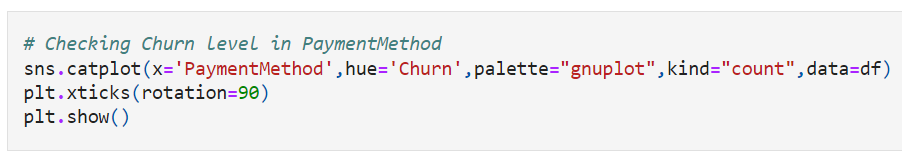 # Checking Churn level in PaymentMethod
sns.catplot(x='PaymentMethod',hue='Churn',palette="gnuplot",kind="count",data=df)
plt.xticks(rotation=90)
plt.show()